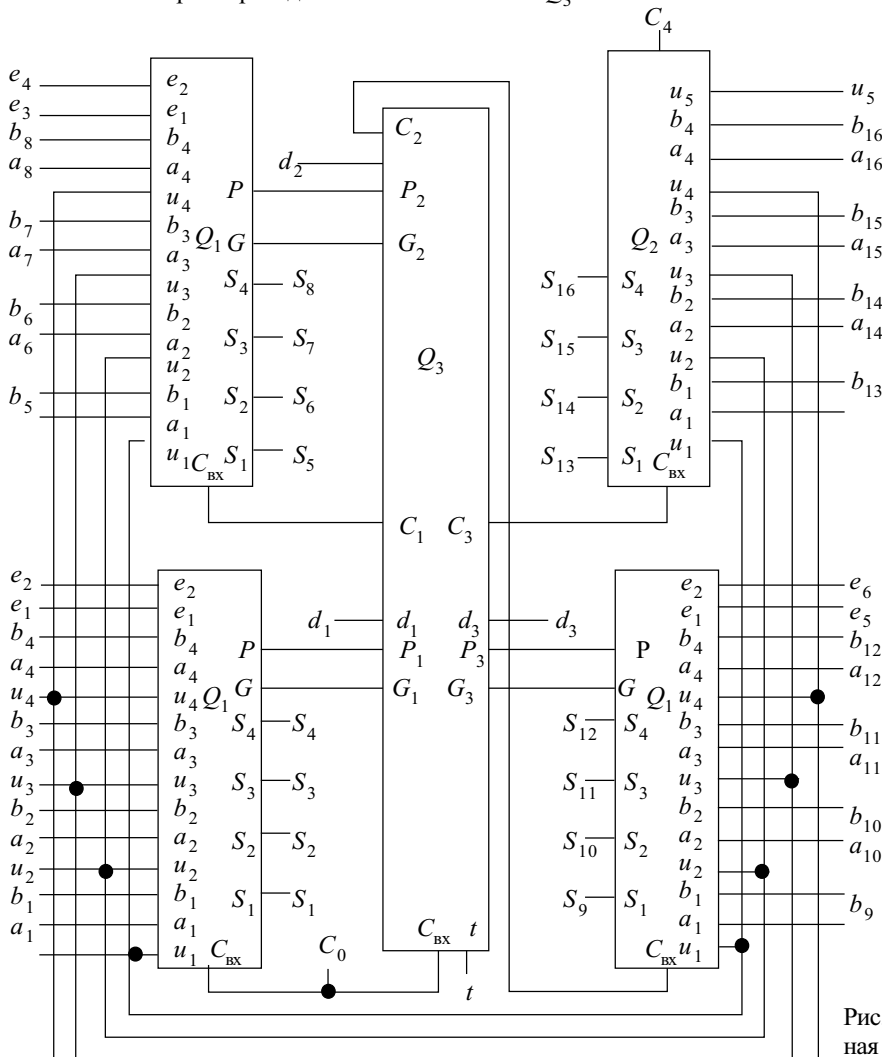 Q₃
C₄
e₄
e₃
b₈
a₈
b₇
a₇
b₆
a₆
b₅
e₂
e₁
b₄
a₄
u₄
b₃
a₃
u₃
b₂
a₂
u₂
b₁
a₁
u₁
Q₁
P
G
S₄
S₃
S₂
S₁
Cвх
S₈
S₇
S₆
S₅
d₂
C₂
P₂
G₂
Q₃
C₁
C₃
d₁
d₁
d₃
d₃
P₁
P₃
G₁
G₃
Cвх
t
t
u₅
b₄
a₄
u₄
b₃
a₃
u₃
b₂
a₂
u₂
b₁
a₁
u₁
Q₂
S₄
S₃
S₂
S₁
Cвх
S₁₆
S₁₅
S₁₄
S₁₃
u₅
b₁₆
a₁₆
b₁₅
a₁₅
b₁₄
a₁₄
b₁₃
e₂
e₁
b₄
a₄
u₄
b₃
a₃
u₃
b₂
a₂
u₂
b₁
a₁
e₂
e₁
b₄
a₄
u₄
b₃
a₃
u₃
b₂
a₂
u₂
b₁
a₁
u₁
Q₁
P
G
S₄
S₃
S₂
S₁
Cвх
S₄
S₃
S₂
S₁
C₀
S₁₂
S₁₁
S₁₀
S₉
P
G
Q₁
S₄
S₃
S₂
S₁
Cвх
e₂
e₁
b₄
a₄
u₄
b₃
a₃
u₃
b₂
a₂
u₂
b₁
a₁
u₁
e₆
e₅
b₁₂
a₁₂
b₁₁
a₁₁
b₁₀
a₁₀
b₉
Рис
ная